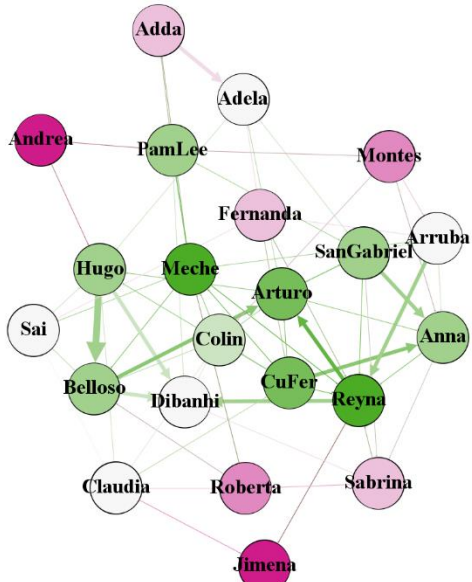 Adda
Adela
Andrea
PamLee
Montes
Fernanda
Arruba
SanGabriel
Hugo
Meche
Arturo
Sai
Colin
Anna
Belloso
CuFer
Dibanhi
Reyna
Claudia
Roberta
Sabrina
Jimena